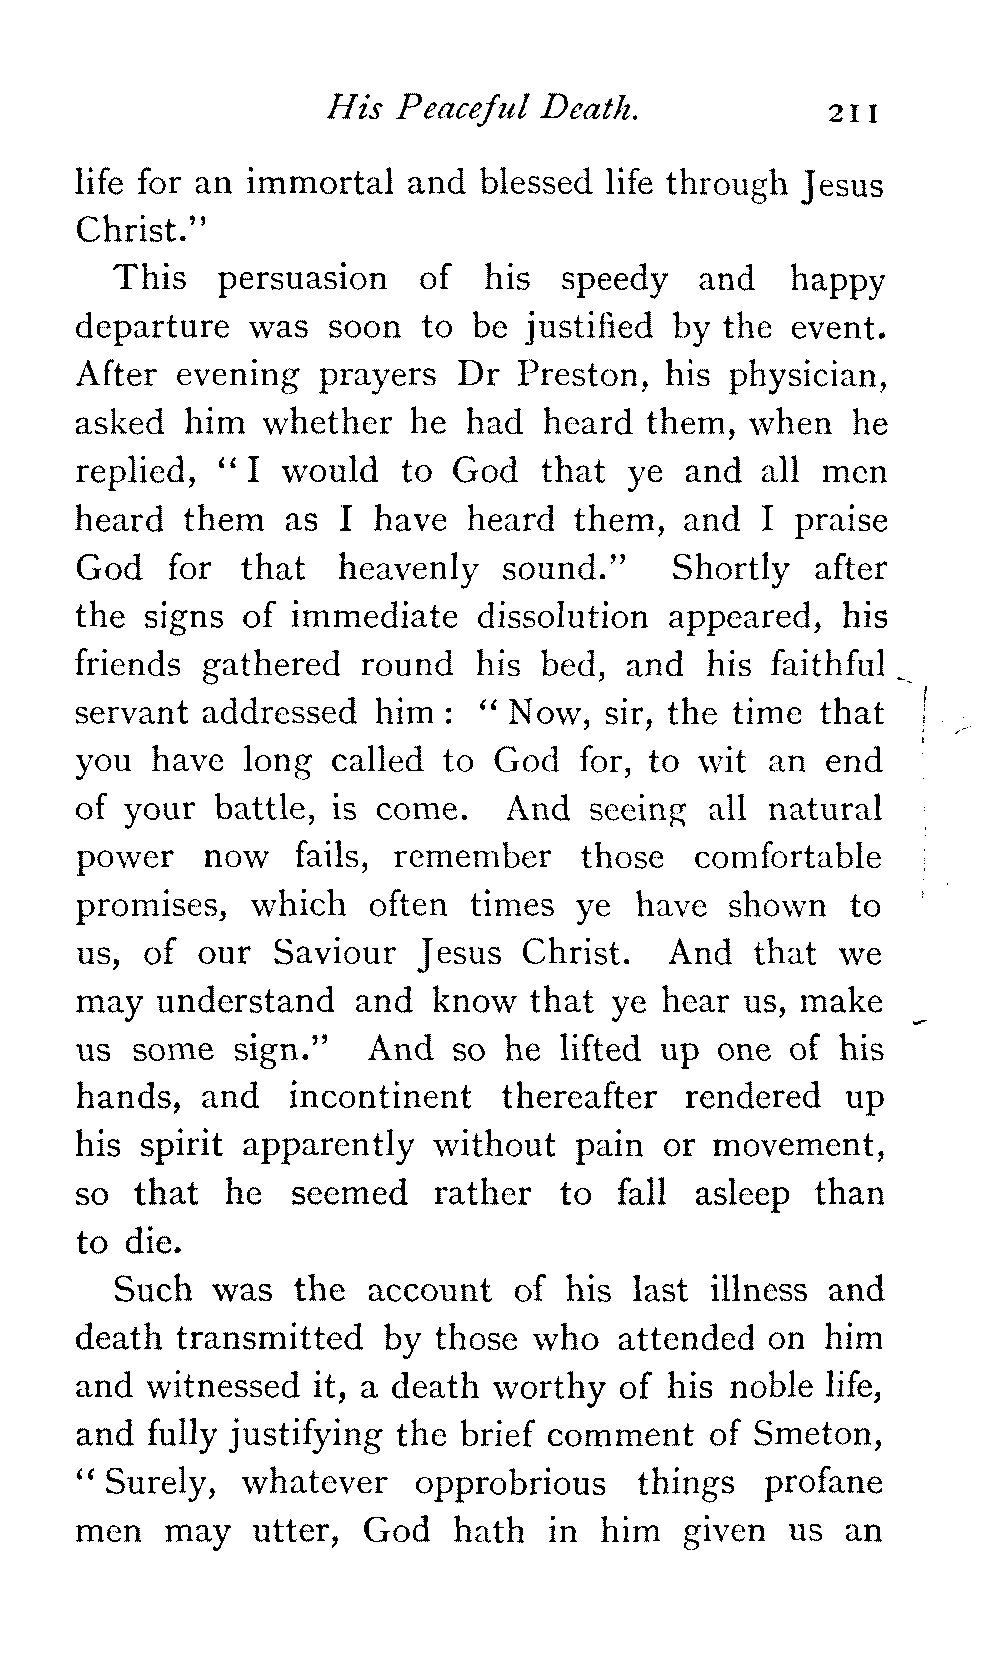 His Peaceful Death. 211
life for an immortal and blessed life through Jesus
Christ."
This persuasion of his speedy and happy
departure was soon to be justified by the event.
After evening prayers Dr Preston, his physician,
asked him whether he had heard them, when he
replied, "I would to God that ye and all men
heard them as I have heard them, and I praise
God for that heavenly sound." Shortly after
the signs of immediate dissolution appeared, his
friends gathered round his bed, and his faithful
servant addressed him: "Now, sir, the time that
you have long called to God for, to wit an end
of your battle, is come. And seeing all natural
power now fails, remember those comfortable
promises, which often times ye have shown to
us, of our Saviour Jesus Christ. And that we
may understand and know that ye hear us, make
us some sign." And so he lifted up one of his
hands, and incontinent thereafter rendered up
his spirit apparently without pain or movement,
so that he seemed rather to fall asleep than
to die.
Such was the account of his last illness and
death transmitted by those who attended on him
and witnessed it, a death worthy of his noble life,
and fully justifying the brief comment of Smeton,
"Surely, whatever opprobrious things profane
men may utter, God hath in him given us an